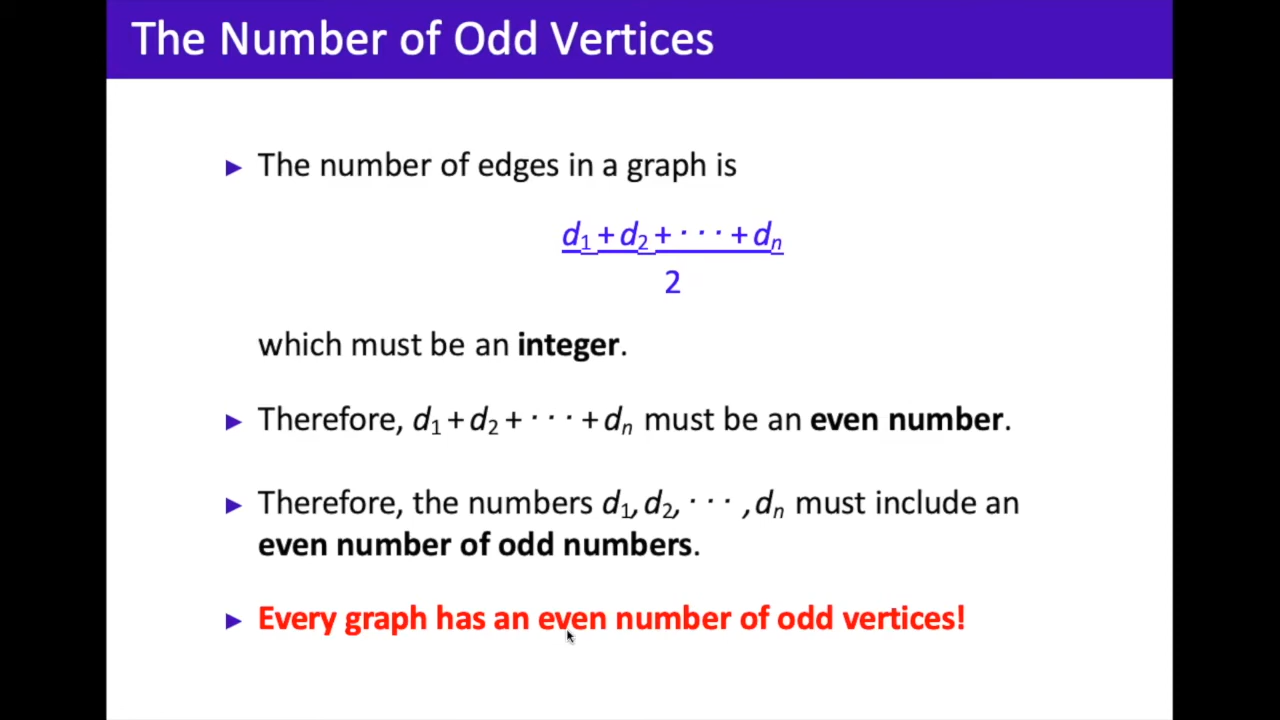 The Number of Odd Vertices
▶ The number of edges in a graph is
d₁ + d₂ + · · · + dₙ
2
which must be an integer.
▶ Therefore, d₁ + d₂ + · · · + dₙ must be an even number.
▶ Therefore, the numbers d₁, d₂, · · · , dₙ must include an
even number of odd numbers.
▶ Every graph has an even number of odd vertices!